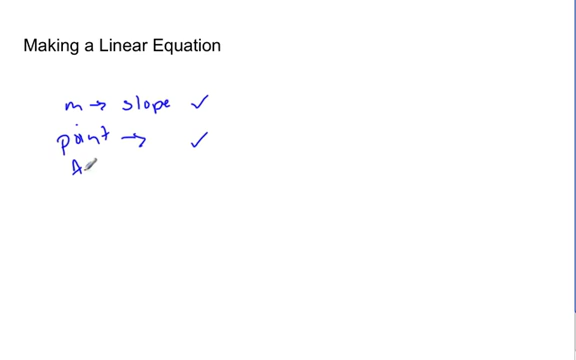 Making a Linear Equation
m → slope ✓
point → ✓
A